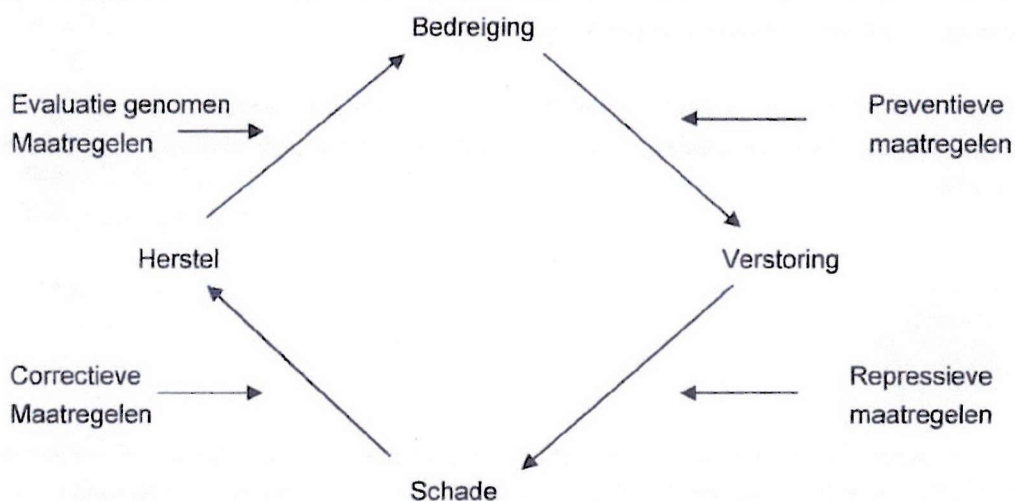 Bedreiging
Evaluatie genomen
Maatregelen
Preventieve
maatregelen
Herstel
Verstoring
Correctieve
Maatregelen
Repressieve
maatregelen
Schade